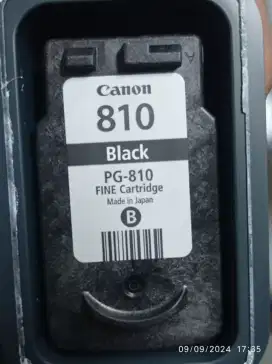 Canon
810
Black
PG-810
FINE Cartridge
Made in Japan
B
09/09/2024 17:35